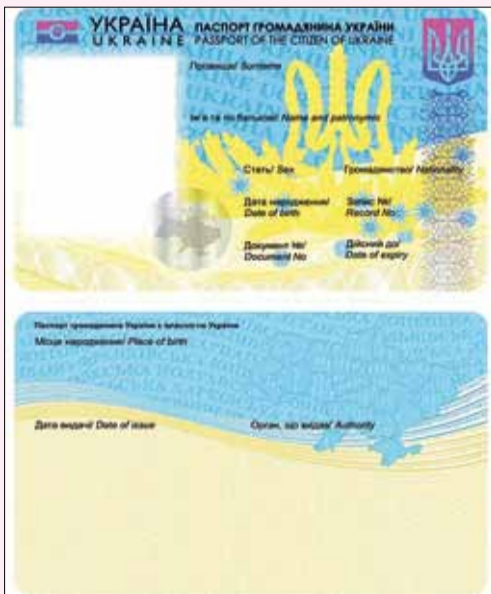 УКРАЇНА ПАСПОРТ ГРОМАДЯНИНА УКРАЇНИ
UKRAINE PASSPORT OF THE CITIZEN OF UKRAINE
Прізвище/ Surname
Ім'я та по батькові/ Name and patronymic
Стать/ Sex Громадянство/ Nationality
Дата народження/ Запис №/
Date of birth Record No
Документ №/ Дійсний до/
Document No Date of expiry
Паспорт громадянина України є власністю України
Місце народження/ Place of birth
Дата видачі/ Date of issue Орган, що видав/ Authority